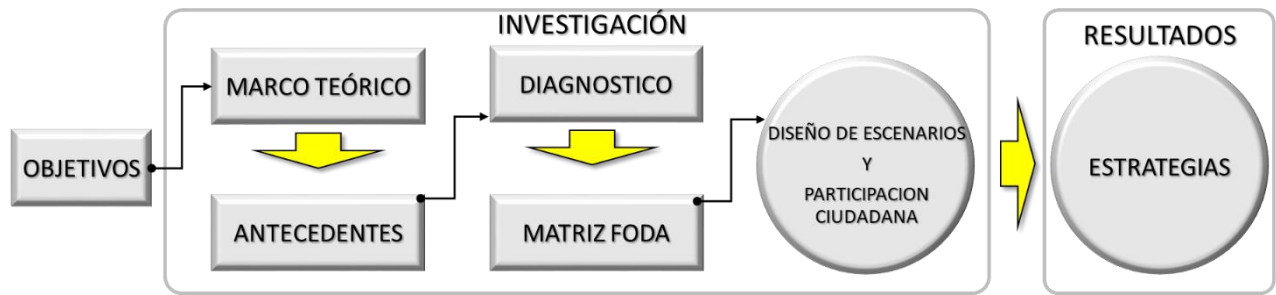 OBJETIVOS
INVESTIGACIÓN
MARCO TEÓRICO
ANTECEDENTES
DIAGNOSTICO
MATRIZ FODA
DISEÑO DE ESCENARIOS
Y
PARTICIPACION
CIUDADANA
RESULTADOS
ESTRATEGIAS